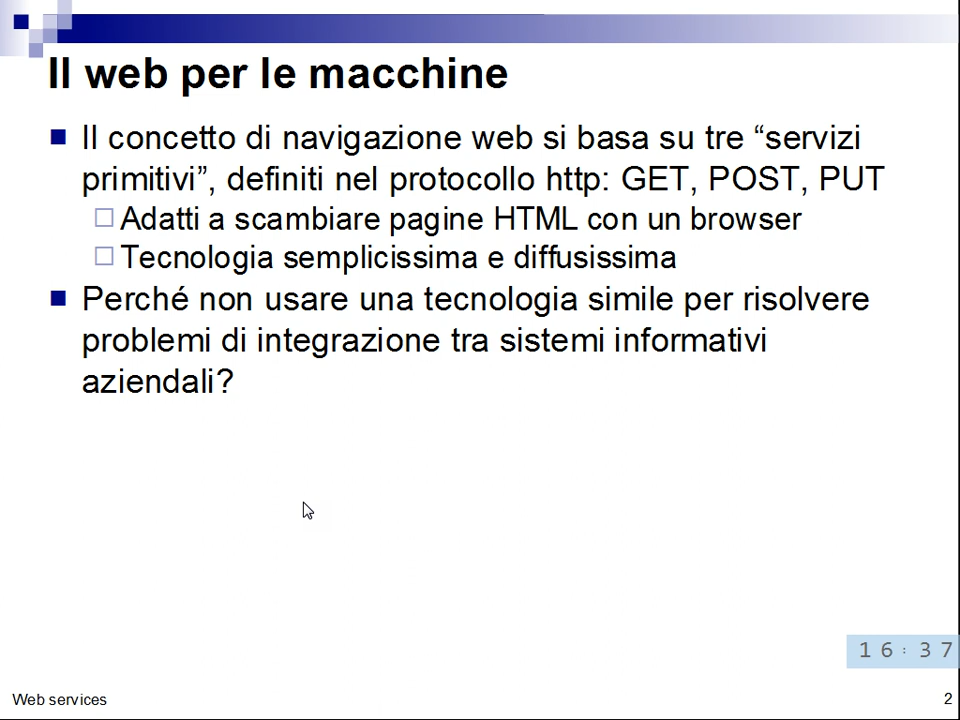 Il web per le macchine
Il concetto di navigazione web si basa su tre “servizi
primitivi”, definiti nel protocollo http: GET, POST, PUT
Adatti a scambiare pagine HTML con un browser
Tecnologia semplicissima e diffusissima
Perché non usare una tecnologia simile per risolvere
problemi di integrazione tra sistemi informativi
aziendali?
16:37
Web services
2